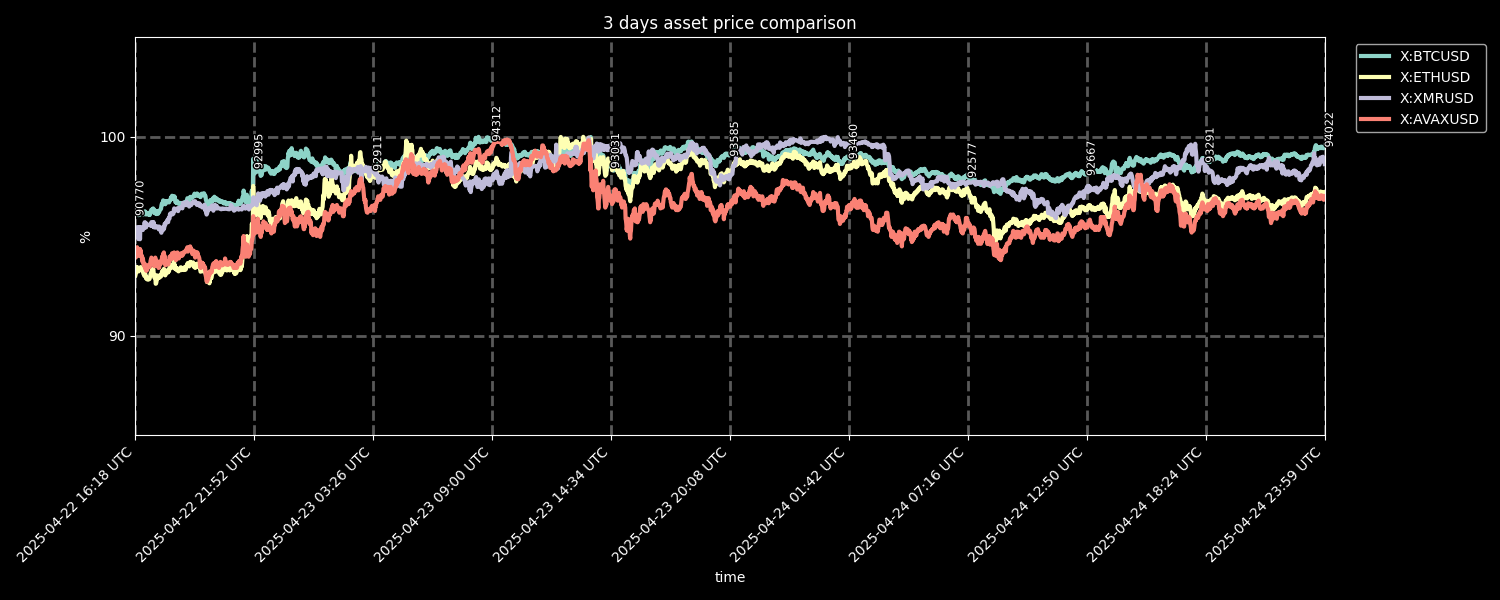 3 days asset price comparison
X:BTCUSD
X:ETHUSD
X:XMRUSD
X:AVAXUSD
%
100
90
90770
92995
92911
94312
93031
93585
93460
92577
92667
93291
94022
2025-04-22 16:18 UTC
2025-04-22 21:52 UTC
2025-04-23 03:26 UTC
2025-04-23 09:00 UTC
2025-04-23 14:34 UTC
2025-04-23 20:08 UTC
2025-04-24 01:42 UTC
2025-04-24 07:16 UTC
2025-04-24 12:50 UTC
2025-04-24 18:24 UTC
2025-04-24 23:59 UTC
time